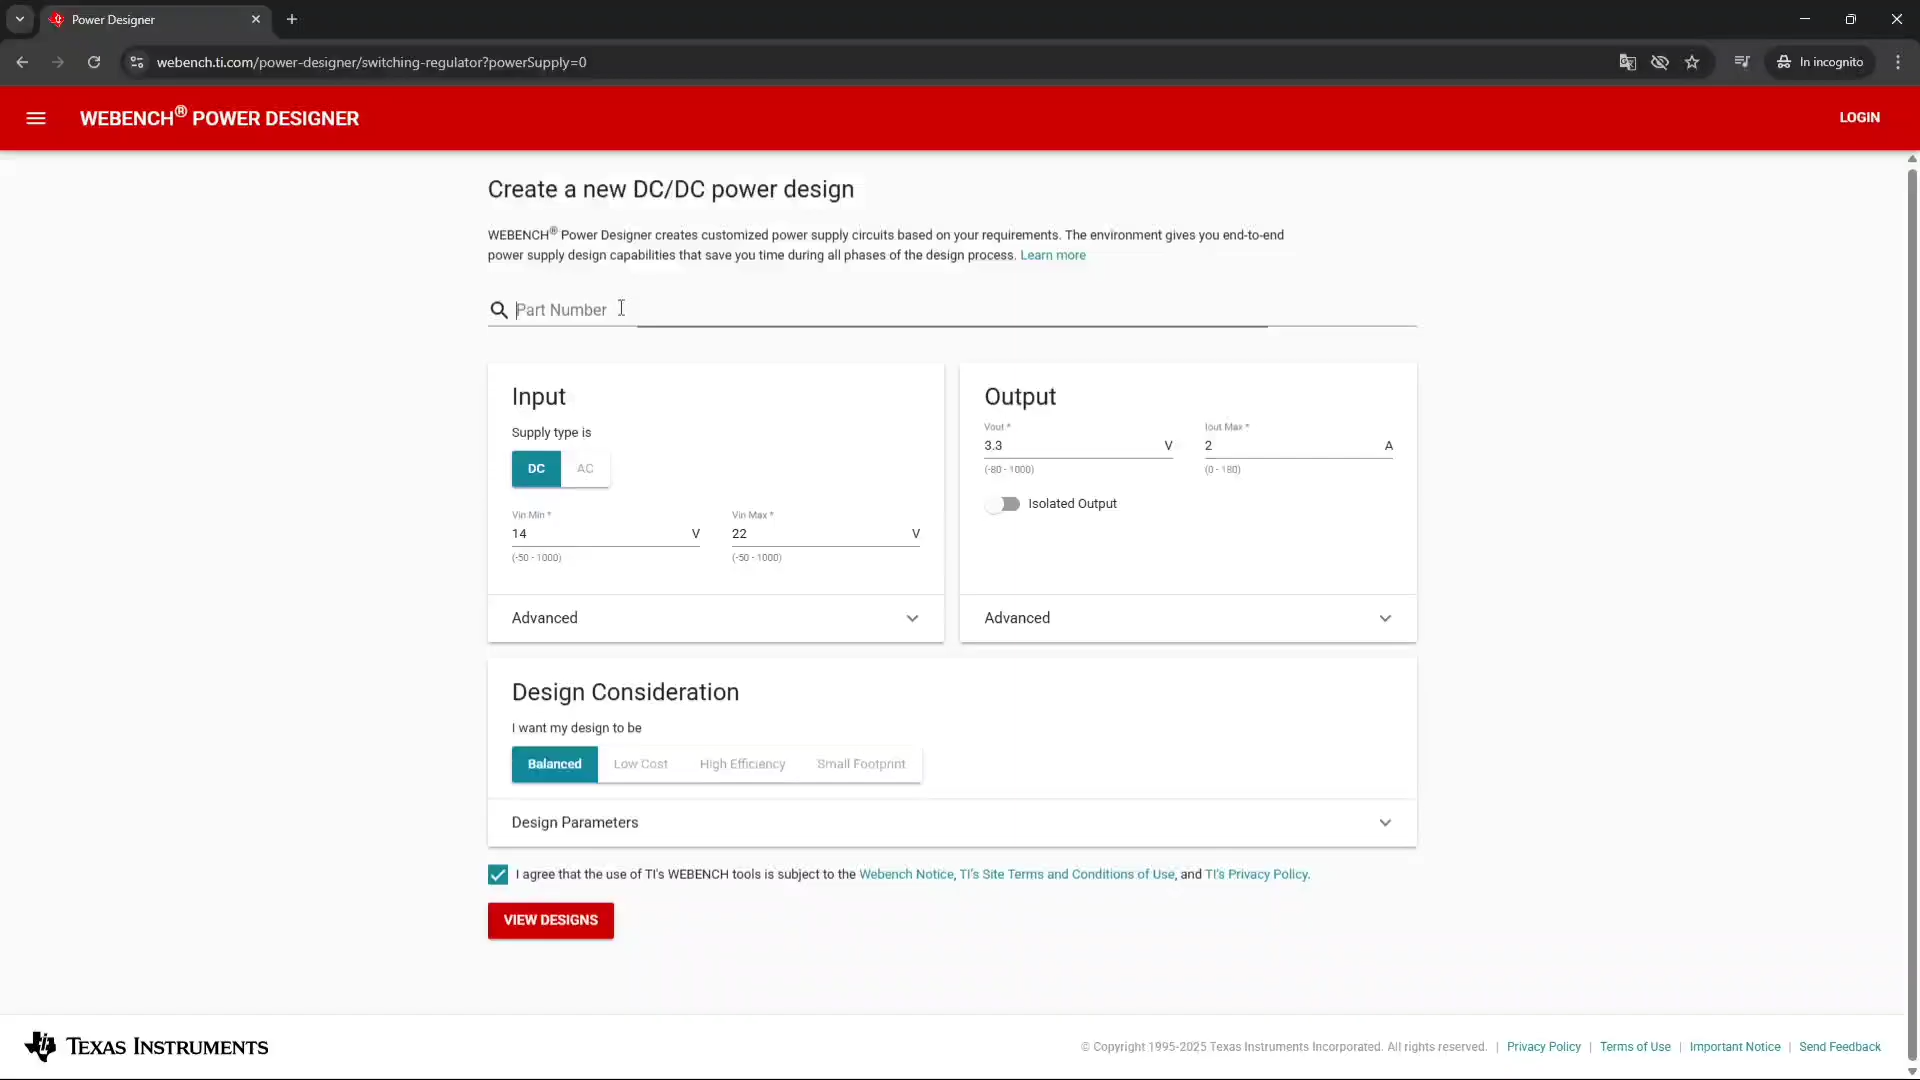 Power Designer
webench.ti.com/power-designer/switching-regulator?powerSupply=0
In incognito
WEBENCH® POWER DESIGNER
LOGIN
Create a new DC/DC power design
WEBENCH® Power Designer creates customized power supply circuits based on your requirements. The environment gives you end-to-end
power supply design capabilities that save you time during all phases of the design process. Learn more
Part Number
Input
Supply type is
DC AC
Vin Min * Vin Max *
14 V 22 V
(-50 - 1000) (-50 - 1000)
Advanced
Output
Vout * Iout Max *
3.3 V 2 A
(-80 - 1000) (0 - 180)
Isolated Output
Advanced
Design Consideration
I want my design to be
Balanced Low Cost High Efficiency Small Footprint
Design Parameters
I agree that the use of TI's WEBENCH tools is subject to the Webench Notice, TI's Site Terms and Conditions of Use, and TI's Privacy Policy.
VIEW DESIGNS
TEXAS INSTRUMENTS
© Copyright 1995-2025 Texas Instruments Incorporated. All rights reserved. | Privacy Policy | Terms of Use | Important Notice | Send Feedback